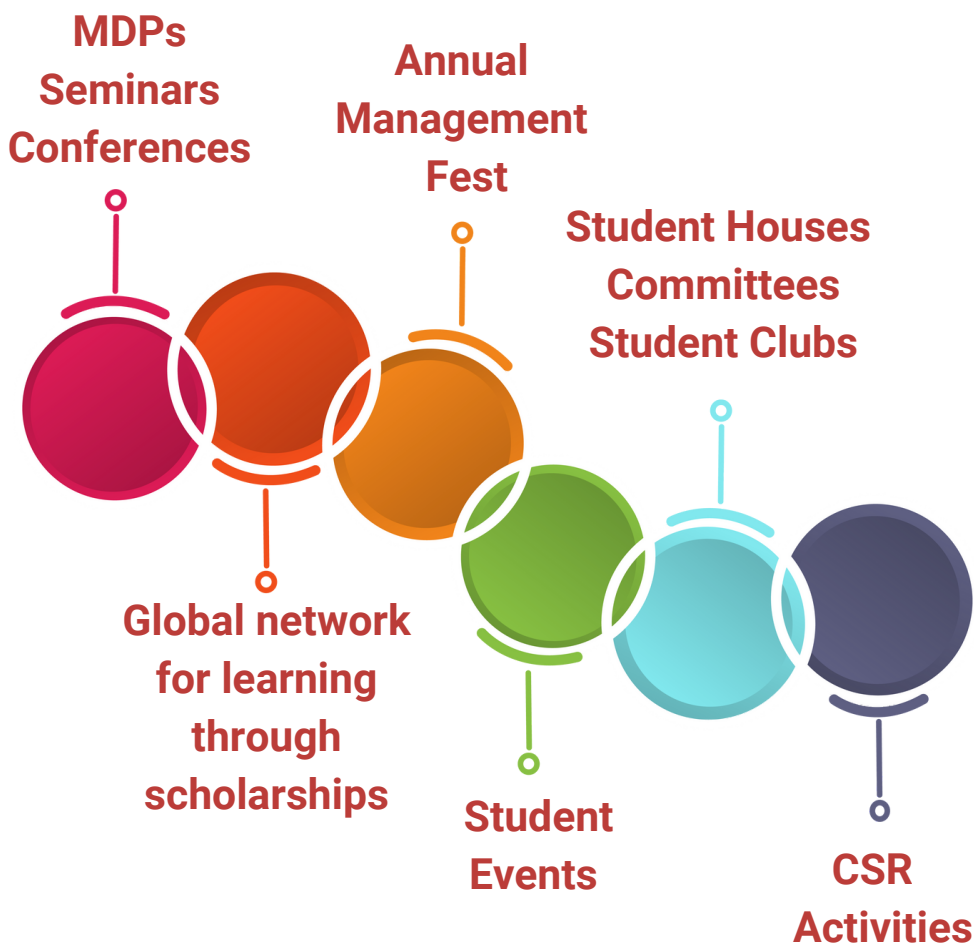 MDPs
Seminars
Conferences
Annual
Management
Fest
Student Houses
Committees
Student Clubs
Global network
for learning
through
scholarships
Student
Events
CSR
Activities